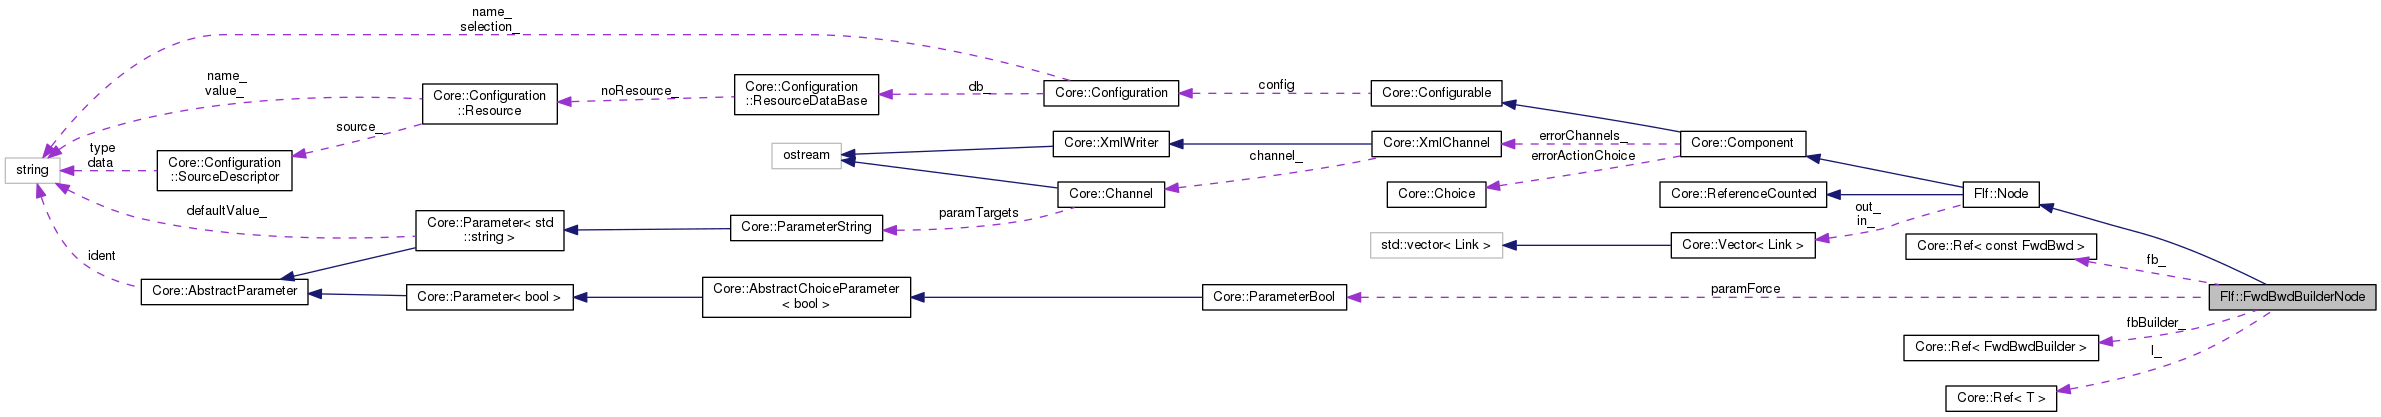 name_
selection_
name_
value_
Core::Configuration
::Resource
noResource_
Core::Configuration
::ResourceDataBase
db_
Core::Configuration
config
Core::Configurable
source_
type
data
Core::Configuration
::SourceDescriptor
string
ostream
Core::XmlWriter
Core::XmlChannel
errorChannels_
errorActionChoice
Core::Component
channel_
Core::Channel
Core::Choice
Core::ReferenceCounted
Flf::Node
defaultValue_
Core::Parameter< std
::string >
Core::ParameterString
paramTargets
out_
in_
std::vector< Link >
Core::Vector< Link >
Core::Ref< const FwdBwd >
fb_
ident
Core::AbstractParameter
Core::Parameter< bool >
Core::AbstractChoiceParameter
< bool >
Core::ParameterBool
paramForce
Flf::FwdBwdBuilderNode
fbBuilder_
Core::Ref< FwdBwdBuilder >
l_
Core::Ref< T >